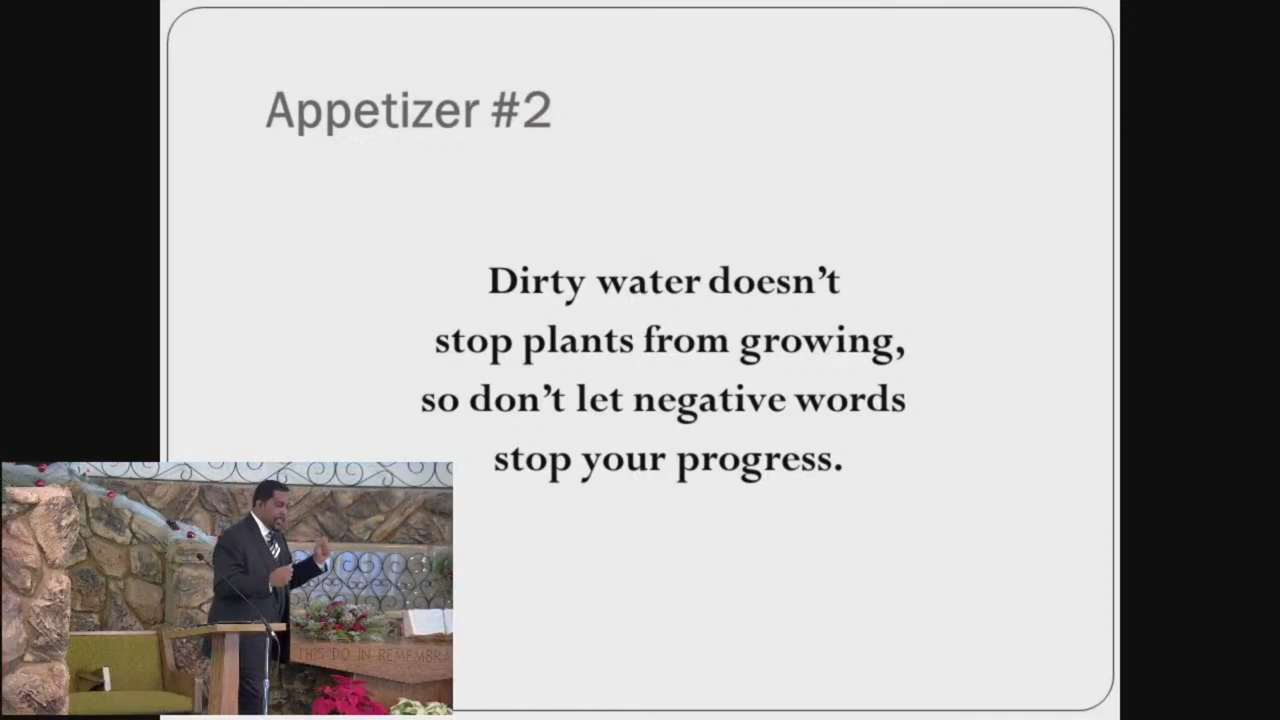 Appetizer #2
Dirty water doesn’t
stop plants from growing,
so don’t let negative words
stop your progress.
THIS DO IN REMEMBRA